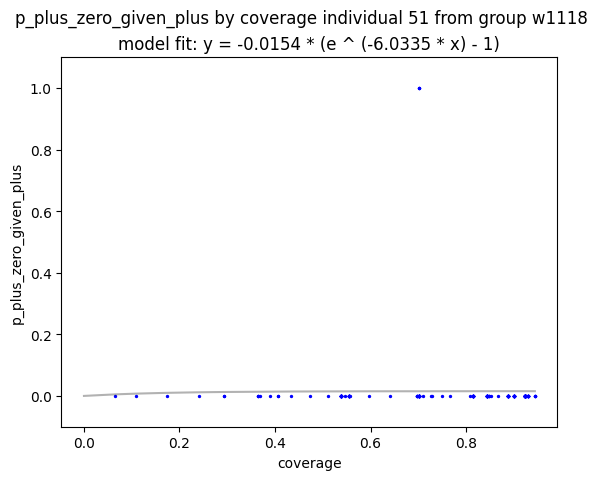 p_plus_zero_given_plus by coverage individual 51 from group w1118
model fit: y = -0.0154 * (e ^ (-6.0335 * x) - 1)
1.0
0.8
0.6
0.4
0.2
0.0
p_plus_zero_given_plus
0.0 0.2 0.4 0.6 0.8
coverage